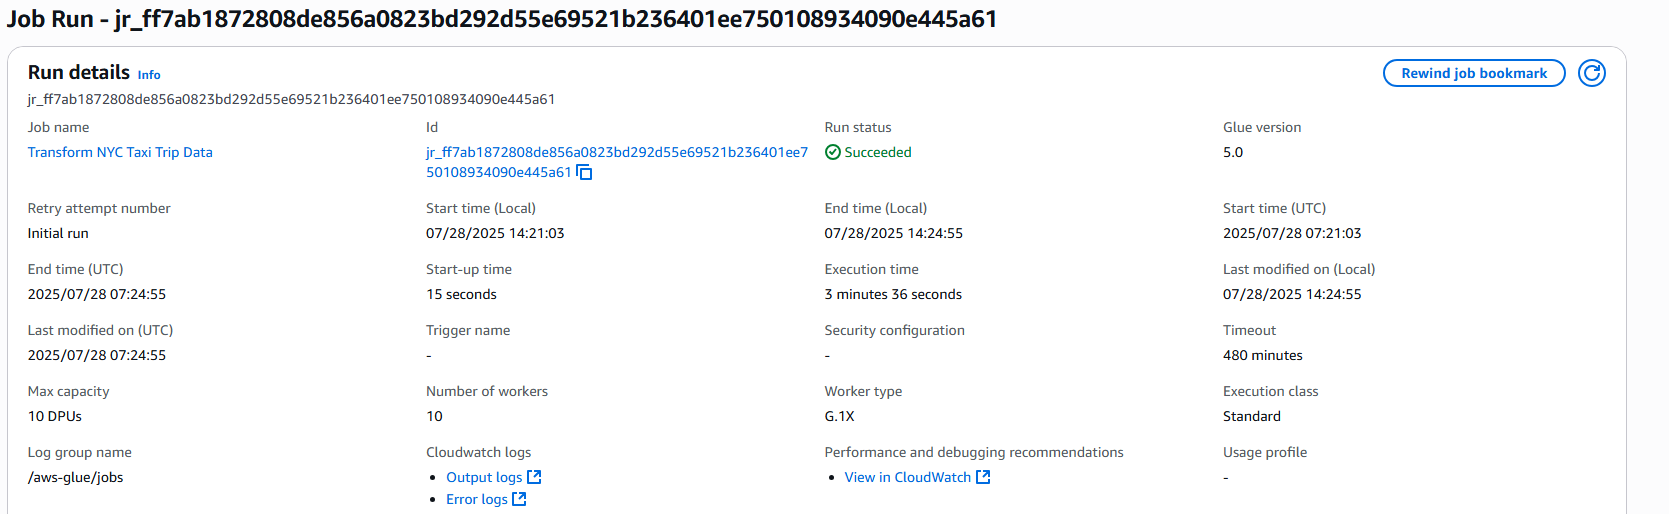 Job Run - jr_ff7ab1872808de856a0823bd292d55e69521b236401ee750108934090e445a61
Run details Info
Rewind job bookmark
jr_ff7ab1872808de856a0823bd292d55e69521b236401ee750108934090e445a61
Job name
Transform NYC Taxi Trip Data
Id
jr_ff7ab1872808de856a0823bd292d55e69521b236401ee7
50108934090e445a61
Run status
Succeeded
Glue version
5.0
Retry attempt number
Initial run
Start time (Local)
07/28/2025 14:21:03
End time (Local)
07/28/2025 14:24:55
Start time (UTC)
2025/07/28 07:21:03
End time (UTC)
2025/07/28 07:24:55
Start-up time
15 seconds
Execution time
3 minutes 36 seconds
Last modified on (Local)
07/28/2025 14:24:55
Last modified on (UTC)
2025/07/28 07:24:55
Trigger name
-
Security configuration
-
Timeout
480 minutes
Max capacity
10 DPUs
Number of workers
10
Worker type
G.1X
Execution class
Standard
Log group name
/aws-glue/jobs
Cloudwatch logs
• Output logs
• Error logs
Performance and debugging recommendations
• View in CloudWatch
Usage profile
-